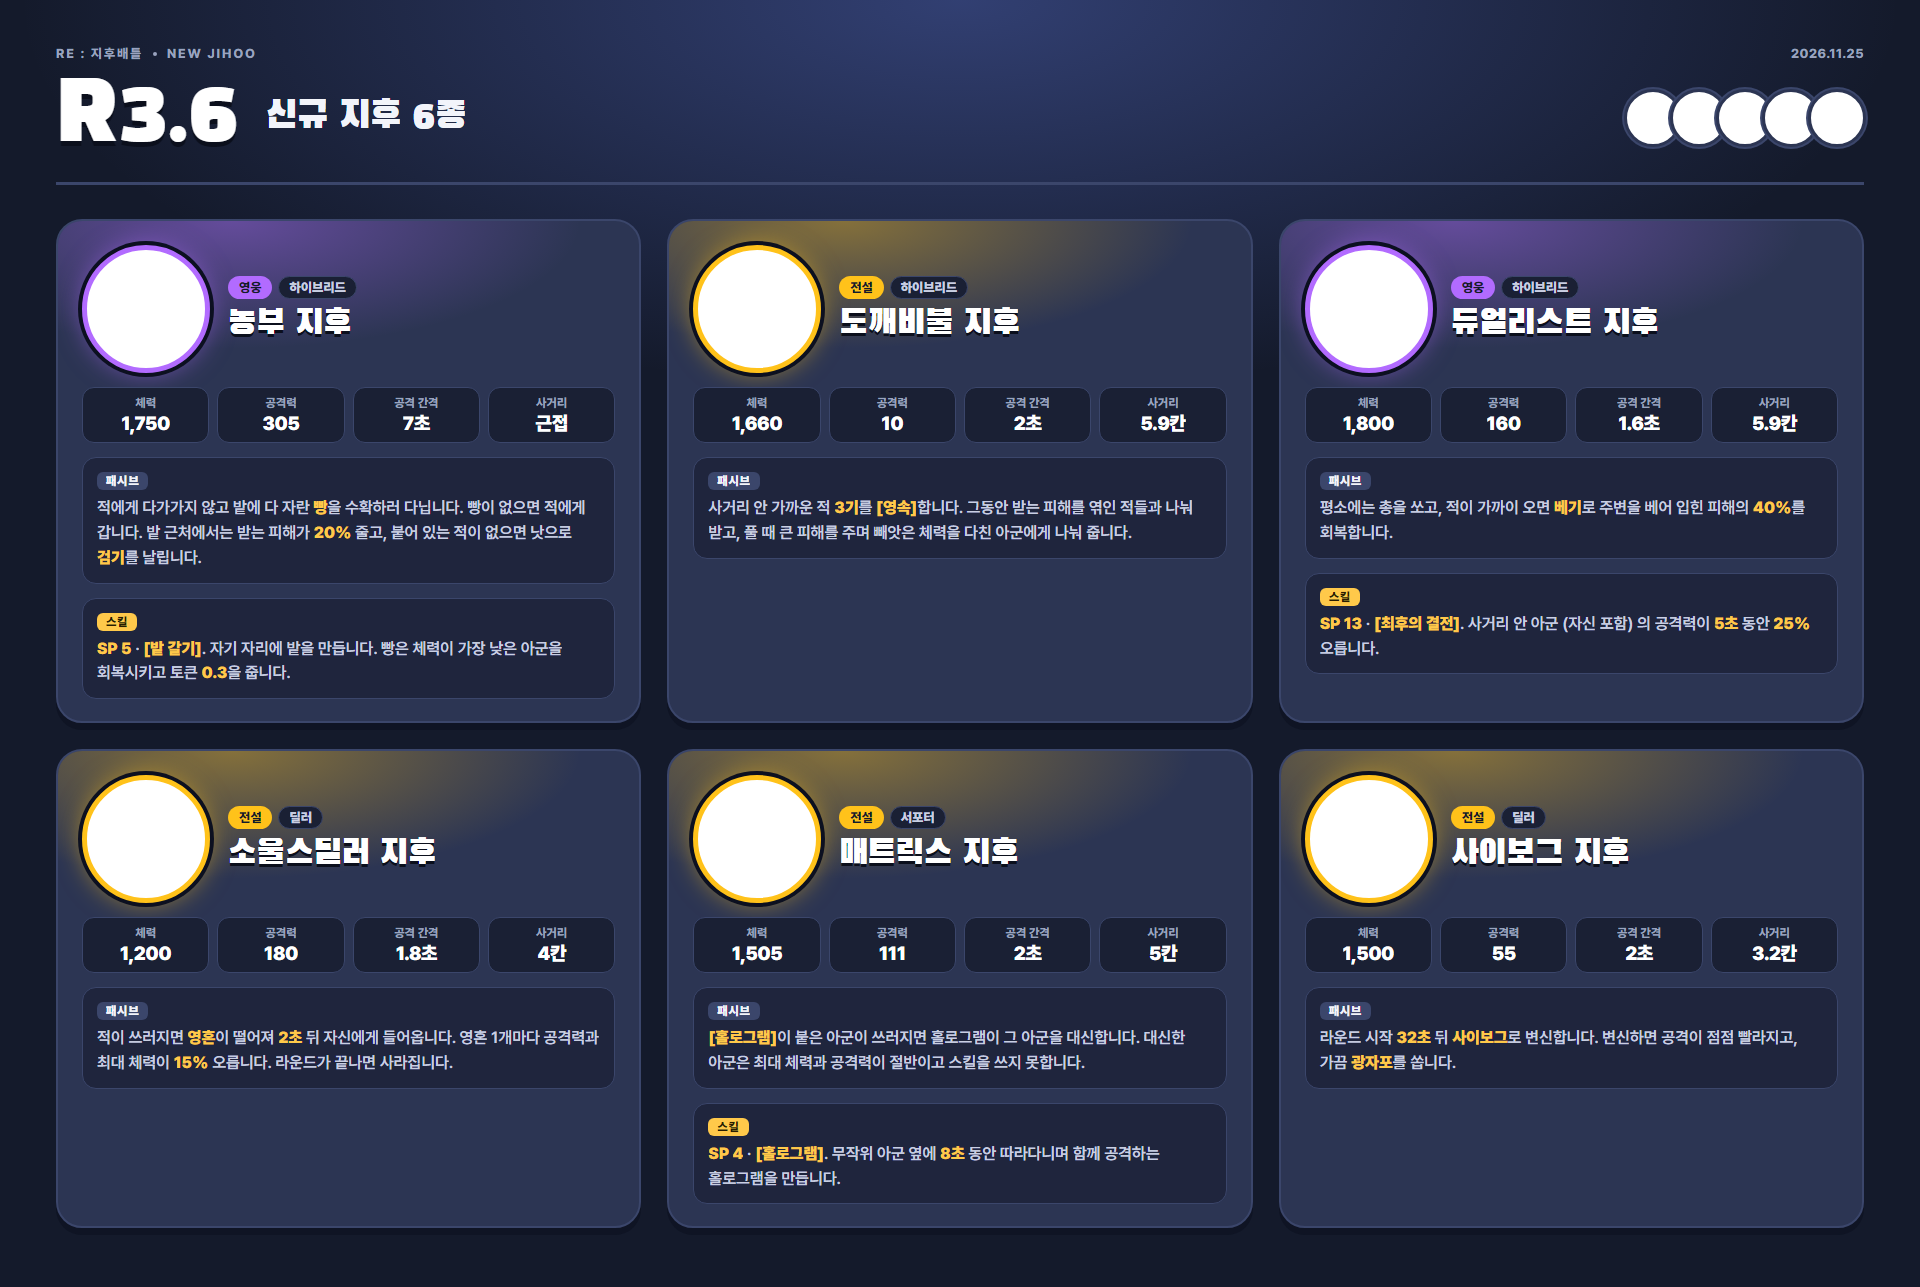 RE : 지후배틀 • NEW JIHOO
2026.11.25
R3.6 신규 지후 6종
영웅 하이브리드
농부 지후
체력 공격력 공격 간격 사거리
1,750 305 7초 근접
패시브
적에게 다가가지 않고 밭에 다 자란 빵을 수확하러 다닙니다. 빵이 없으면 적에게
갑니다. 밭 근처에서는 받는 피해가 20% 줄고, 붙어 있는 적이 없으면 낫으로
검기를 날립니다.
스킬
SP 5 · [밭 갈기]. 자기 자리에 밭을 만듭니다. 빵은 체력이 가장 낮은 아군을
회복시키고 토큰 0.3을 줍니다.
전설 하이브리드
도깨비불 지후
체력 공격력 공격 간격 사거리
1,660 10 2초 5.9칸
패시브
사거리 안 가까운 적 3기를 [영속]합니다. 그동안 받는 피해를 엮인 적들과 나눠
받고, 풀 때 큰 피해를 주며 빼앗은 체력을 다친 아군에게 나눠 줍니다.
영웅 하이브리드
듀얼리스트 지후
체력 공격력 공격 간격 사거리
1,800 160 1.6초 5.9칸
패시브
평소에는 총을 쏘고, 적이 가까이 오면 베기로 주변을 베어 입힌 피해의 40%를
회복합니다.
스킬
SP 13 · [최후의 결전]. 사거리 안 아군 (자신 포함) 의 공격력이 5초 동안 25%
오릅니다.
전설 딜러
소울스틸러 지후
체력 공격력 공격 간격 사거리
1,200 180 1.8초 4칸
패시브
적이 쓰러지면 영혼이 떨어져 2초 뒤 자신에게 들어옵니다. 영혼 1개마다 공격력과
최대 체력이 15% 오릅니다. 라운드가 끝나면 사라집니다.
전설 서포터
매트릭스 지후
체력 공격력 공격 간격 사거리
1,505 111 2초 5칸
패시브
[홀로그램]이 붙은 아군이 쓰러지면 홀로그램이 그 아군을 대신합니다. 대신한
아군은 최대 체력과 공격력이 절반이고 스킬을 쓰지 못합니다.
스킬
SP 4 · [홀로그램]. 무작위 아군 옆에 8초 동안 따라다니며 함께 공격하는
홀로그램을 만듭니다.
전설 딜러
사이보그 지후
체력 공격력 공격 간격 사거리
1,500 55 2초 3.2칸
패시브
라운드 시작 32초 뒤 사이보그로 변신합니다. 변신하면 공격이 점점 빨라지고,
가끔 광자포를 쏩니다.